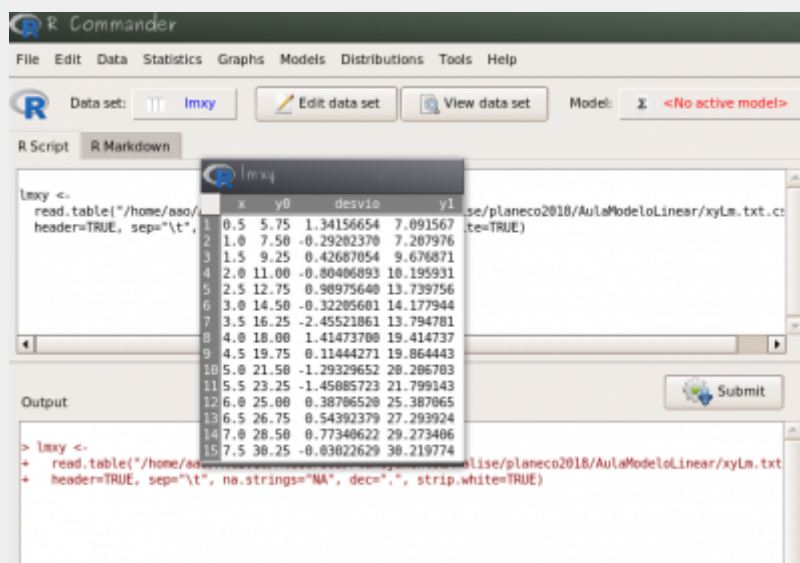 R Commander
File Edit Data Statistics Graphs Models Distributions Tools Help
Data set: lmxy Edit data set View data set Model: Σ <No active model>
R Script R Markdown
lmxy <-
read.table("/home/aao/ lise/planeco2018/AulaModeloLinear/xyLm.txt.cs
header=TRUE, sep="\t", te=TRUE)
lmxy
x y0 desvio y1
1 0.5 5.75 1.34156654 7.091567
2 1.0 7.50 -0.29202370 7.207976
3 1.5 9.25 0.42687054 9.676871
4 2.0 11.00 -0.80406893 10.195931
5 2.5 12.75 0.98975640 13.739756
6 3.0 14.50 -0.32205601 14.177944
7 3.5 16.25 -2.45521861 13.794781
8 4.0 18.00 1.41473700 19.414737
9 4.5 19.75 0.11444271 19.864443
10 5.0 21.50 -1.29329652 20.206703
11 5.5 23.25 -1.45085723 21.799143
12 6.0 25.00 0.38706520 25.387065
13 6.5 26.75 0.54392379 27.293924
14 7.0 28.50 0.77340622 29.273406
15 7.5 30.25 -0.03022629 30.219774
Output
Submit
> lmxy <-
+ read.table("/home/aa alise/planeco2018/AulaModeloLinear/xyLm.txt
+ header=TRUE, sep="\t", na.strings="NA", dec=".", strip.white=TRUE)